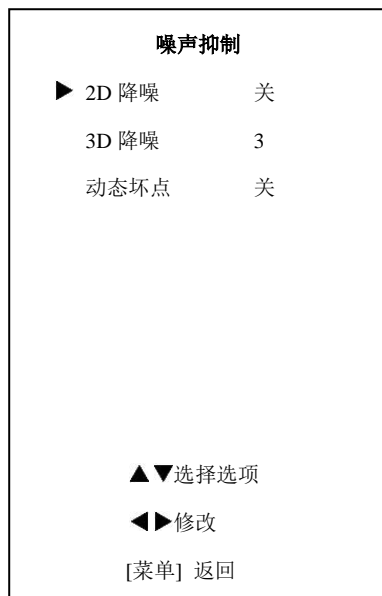 噪声抑制
▶ 2D 降噪 关
3D 降噪 3
动态坏点 关
▲▼选择选项
◀▶修改
[菜单] 返回